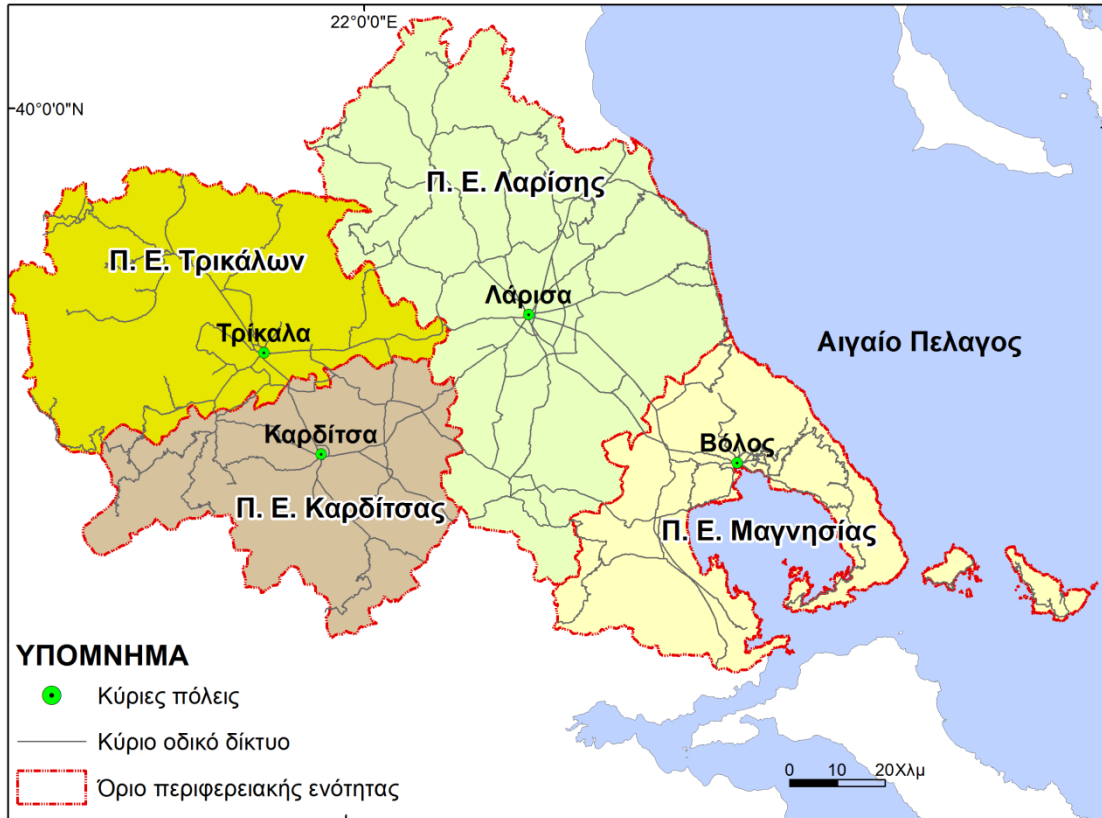 22°0'0"E
40°0'0"N
Π. Ε. Λαρίσης
Π. Ε. Τρικάλων
Λάρισα
Τρίκαλα
Αιγαίο Πελαγος
Καρδίτσα
Βόλος
Π. Ε. Καρδίτσας
Π. Ε. Μαγνησίας
ΥΠΟΜΝΗΜΑ
Κύριες πόλεις
Κύριο οδικό δίκτυο
Όριο περιφερειακής ενότητας
0 10 20Χλμ